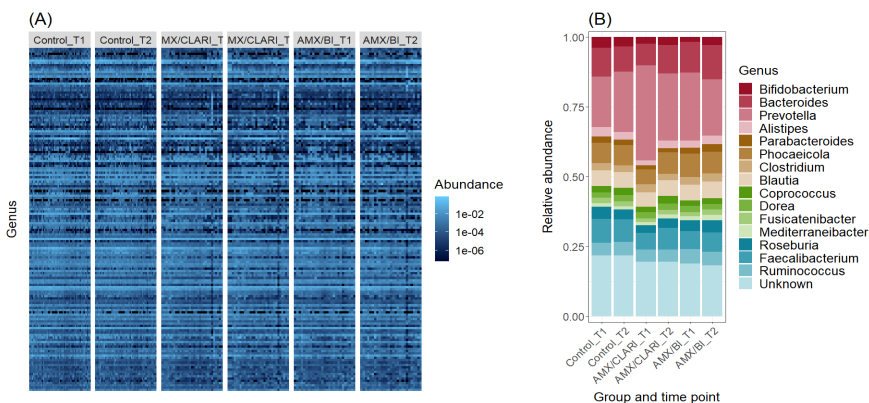 (A)
Control_T1
Control_T2
MX/CLARI_T
MX/CLARI_T
AMX/BI_T1
AMX/BI_T2
Genus
Abundance
1e-02
1e-04
1e-06
(B)
1.00
0.75
0.50
0.25
0.00
Relative abundance
Control_T1
Control_T2
AMX/CLARI_T1
AMX/CLARI_T2
AMX/BI_T1
AMX/BI_T2
Group and time point
Genus
Bifidobacterium
Bacteroides
Prevotella
Alistipes
Parabacteroides
Phocaeicola
Clostridium
Blautia
Coprococcus
Dorea
Fusicatenibacter
Mediterraneibacter
Roseburia
Faecalibacterium
Ruminococcus
Unknown